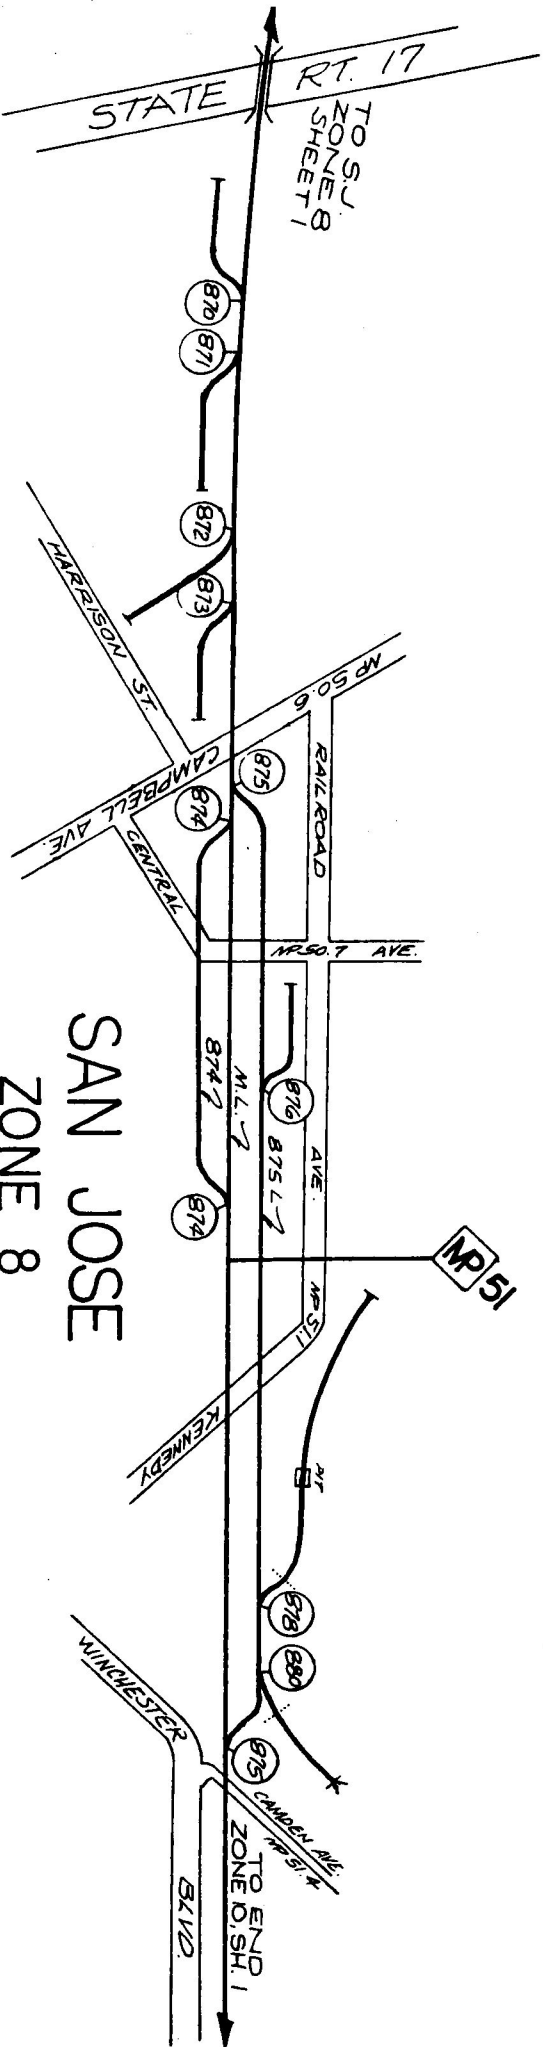 STATE RT. 17
TO S.J.
ZONE 8
SHEET 1
870
871
872
873
HARRISON ST.
MP 50.6
CAMPBELL AVE.
RAILROAD
AVE.
875
874
CENTRAL
MP 50.7 AVE.
876
874
M.L.
875 L
874
MP 51
MP 51.1
KENNEDY
PIT
878
880
875
WINCHESTER
BLVD.
CAMDEN AVE.
MP 51.4
TO END
ZONE 10, SH. 1
SAN JOSE
ZONE 8